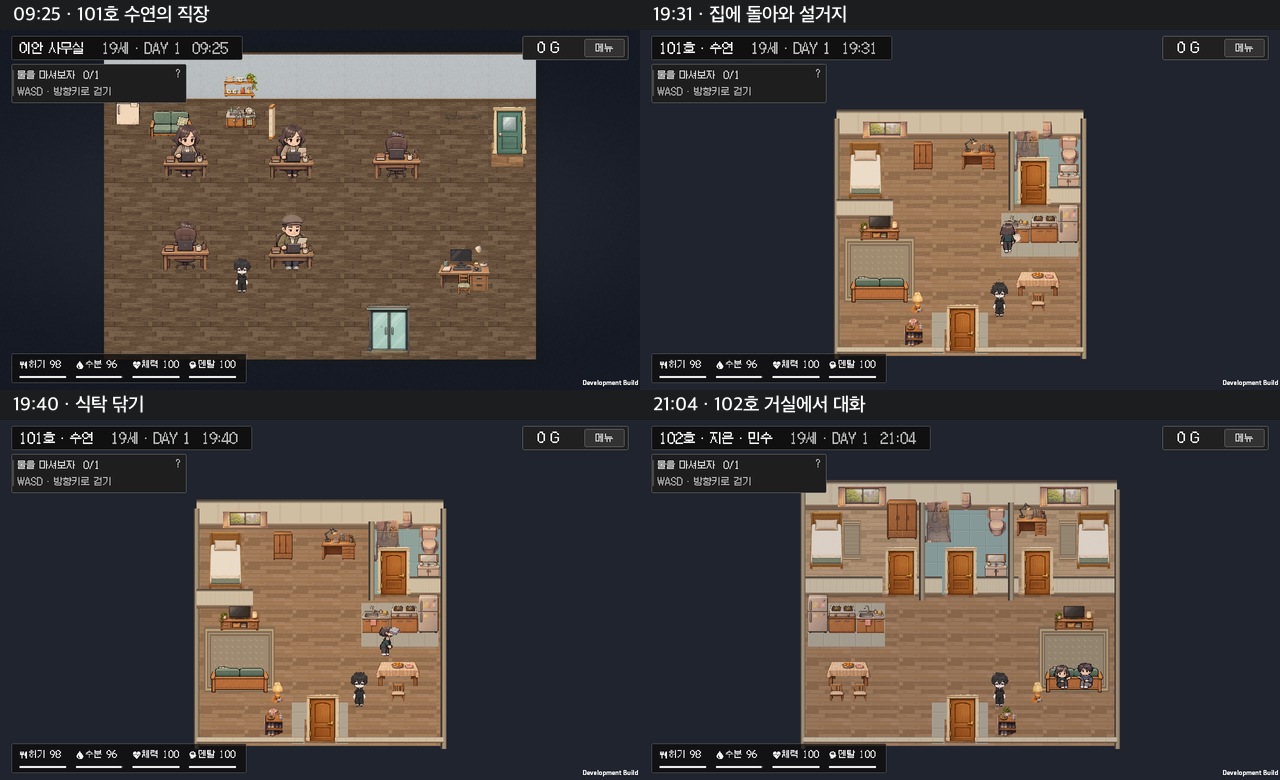 09:25 · 101호 수연의 직장
이안 사무실 19세 · DAY 1 09:25
0 G 메뉴
물을 마셔보자 0/1 ?
WASD · 방향키로 걷기
허기 98 수분 96 체력 100 멘탈 100
Development Build
19:31 · 집에 돌아와 설거지
101호 · 수연 19세 · DAY 1 19:31
0 G 메뉴
물을 마셔보자 0/1 ?
WASD · 방향키로 걷기
허기 98 수분 96 체력 100 멘탈 100
Development Build
19:40 · 식탁 닦기
101호 · 수연 19세 · DAY 1 19:40
0 G 메뉴
물을 마셔보자 0/1 ?
WASD · 방향키로 걷기
허기 98 수분 96 체력 100 멘탈 100
Development Build
21:04 · 102호 거실에서 대화
102호 · 지은 · 민수 19세 · DAY 1 21:04
0 G 메뉴
물을 마셔보자 0/1 ?
WASD · 방향키로 걷기
허기 98 수분 96 체력 100 멘탈 100
Development Build